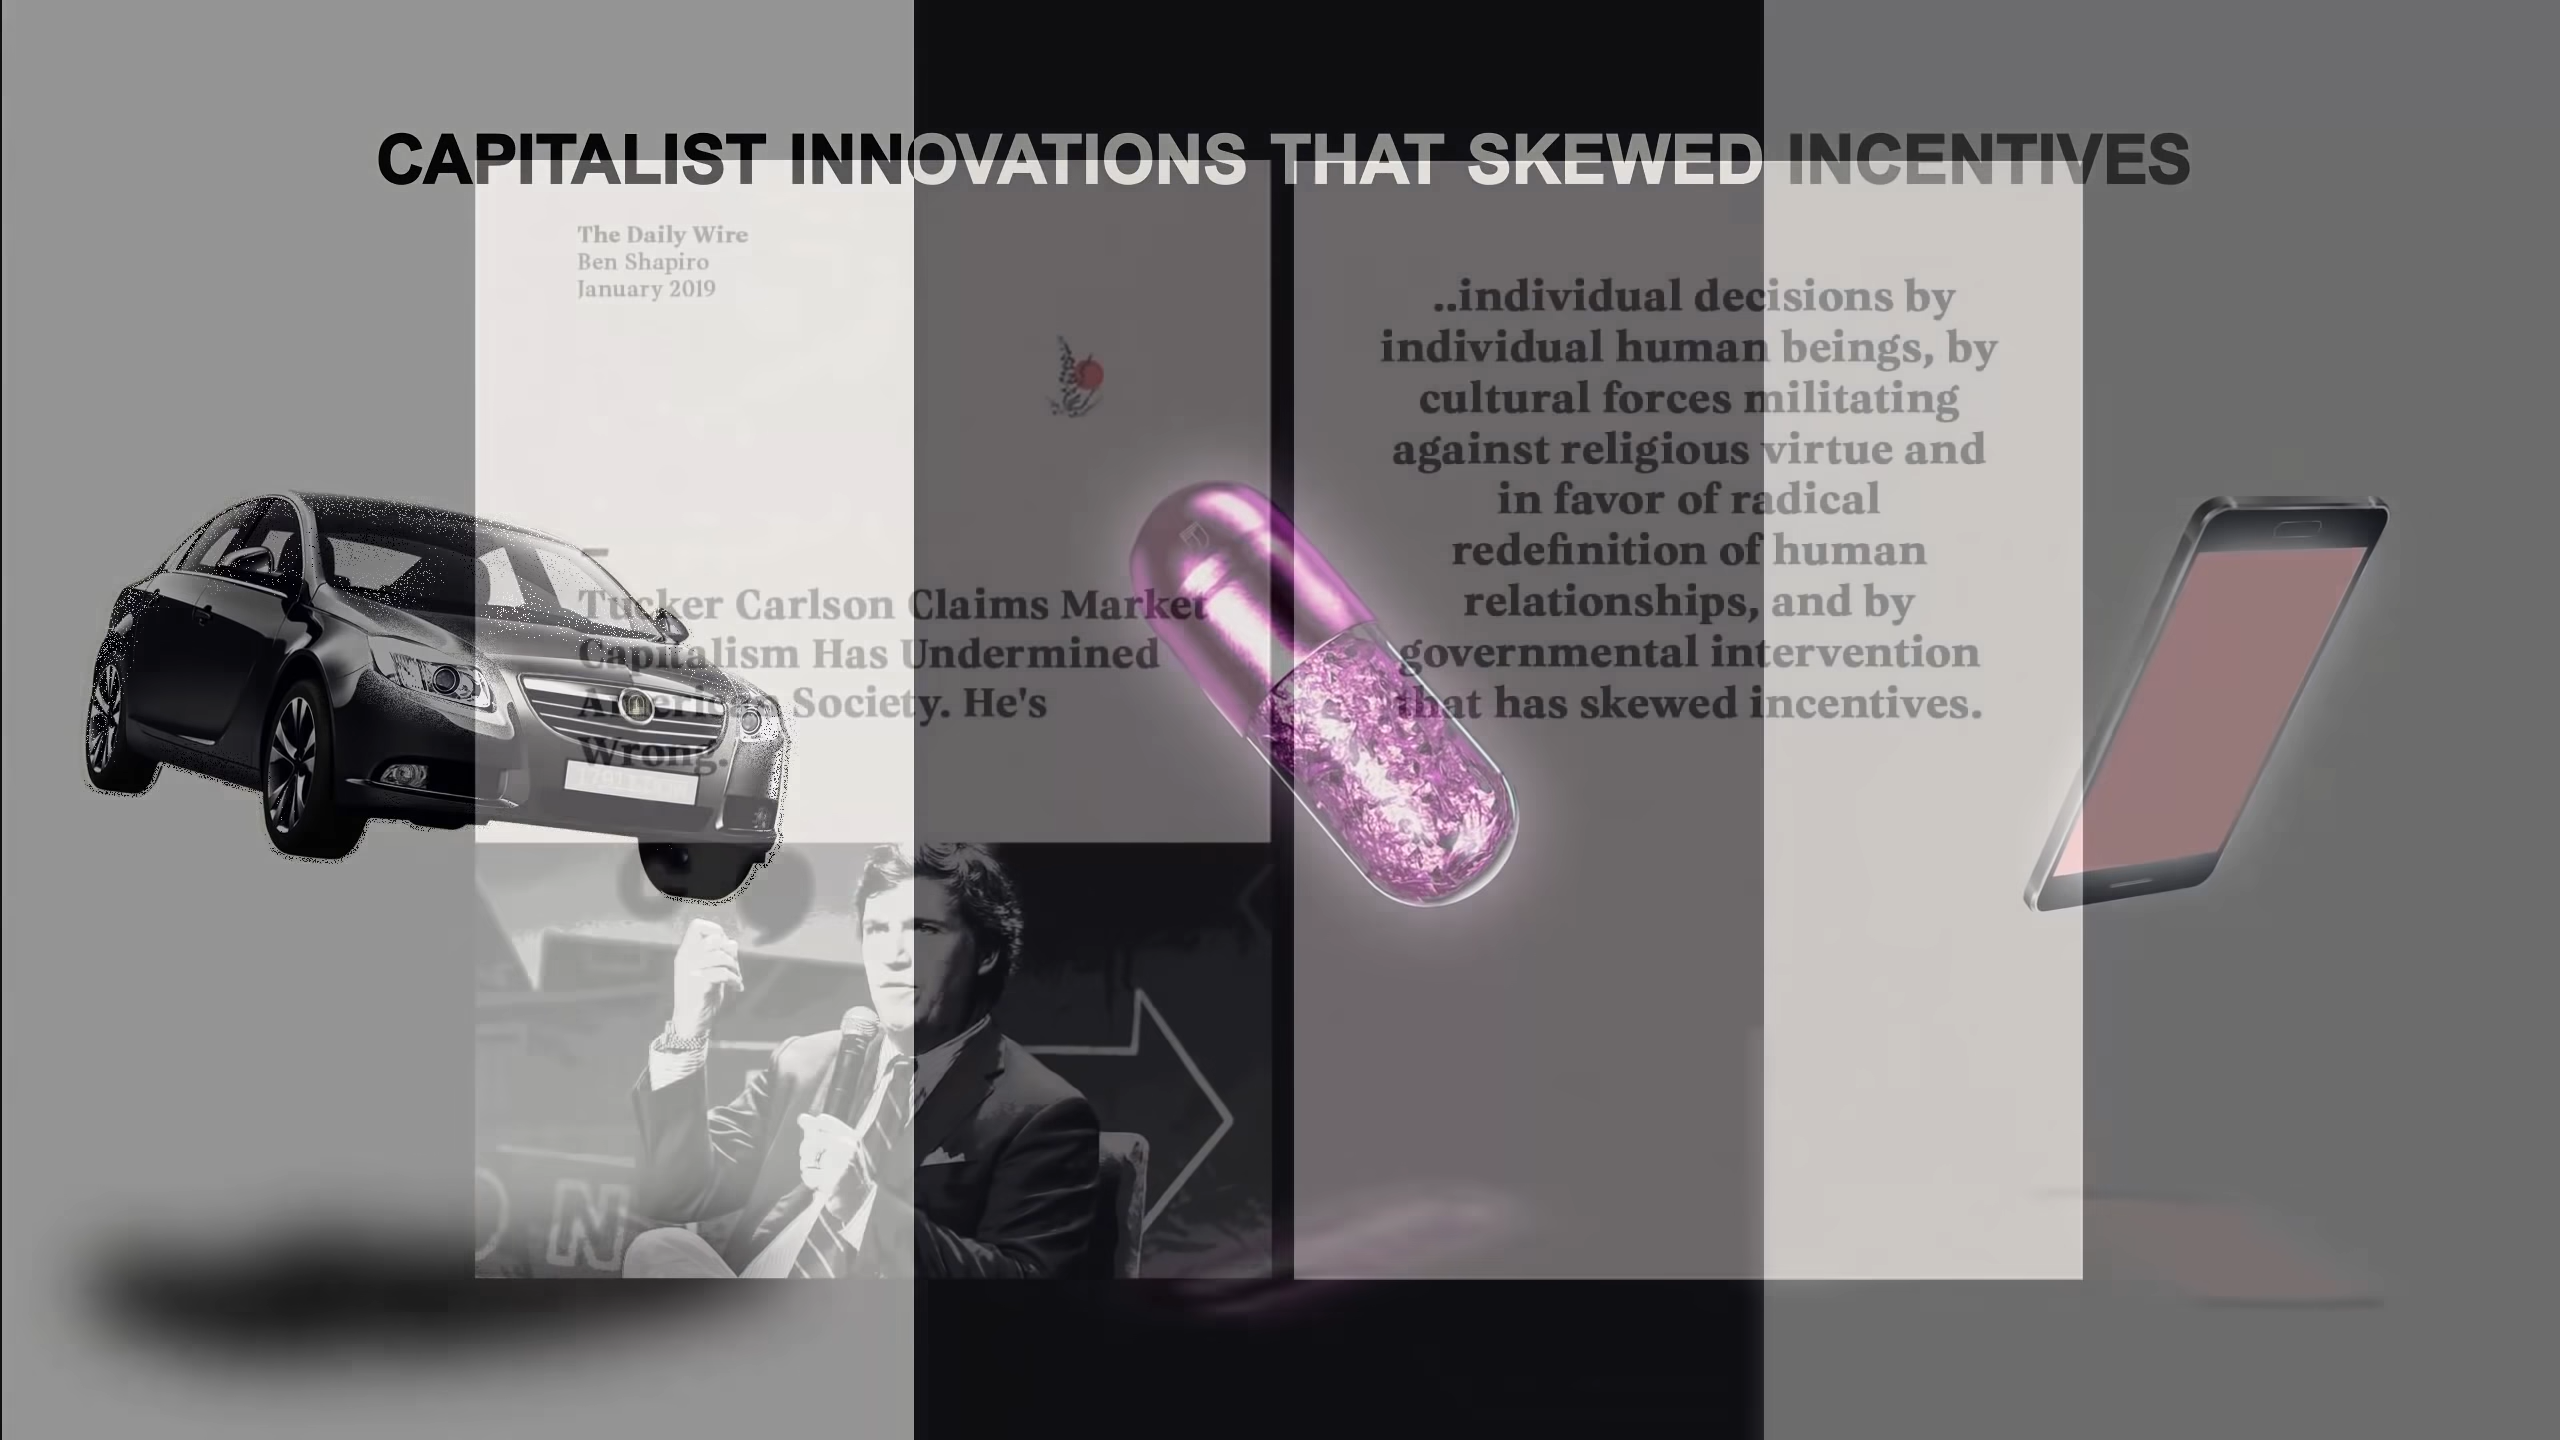 CAPITALIST INNOVATIONS THAT SKEWED INCENTIVES
The Daily Wire
Ben Shapiro
January 2019
Tucker Carlson Claims Market
Capitalism Has Undermined
American Society. He's
Wrong.
..individual decisions by
individual human beings, by
cultural forces militating
against religious virtue and
in favor of radical
redefinition of human
relationships, and by
governmental intervention
that has skewed incentives.
N